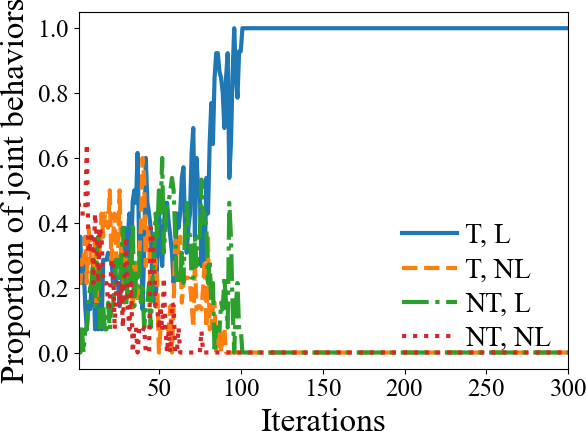 Proportion of joint behaviors
1.0
0.8
0.6
0.4
0.2
0.0
T, L
T, NL
NT, L
NT, NL
50 100 150 200 250 300
Iterations